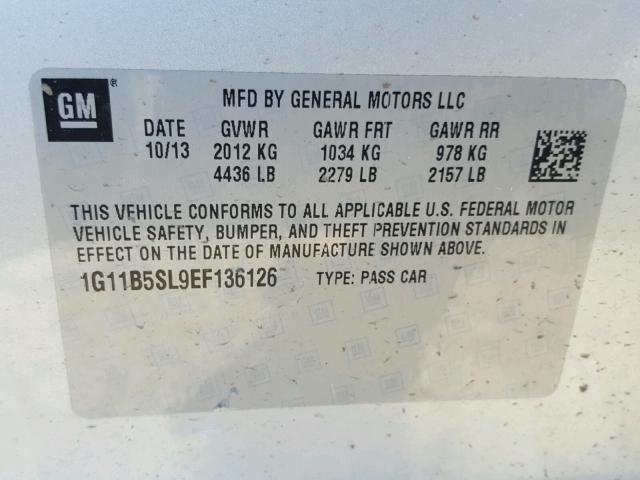 GM ®
MFD BY GENERAL MOTORS LLC
DATE GVWR GAWR FRT GAWR RR
10/13 2012 KG 1034 KG 978 KG
4436 LB 2279 LB 2157 LB
THIS VEHICLE CONFORMS TO ALL APPLICABLE U.S. FEDERAL MOTOR
VEHICLE SAFETY, BUMPER, AND THEFT PREVENTION STANDARDS IN
EFFECT ON THE DATE OF MANUFACTURE SHOWN ABOVE.
1G11B5SL9EF136126 TYPE: PASS CAR